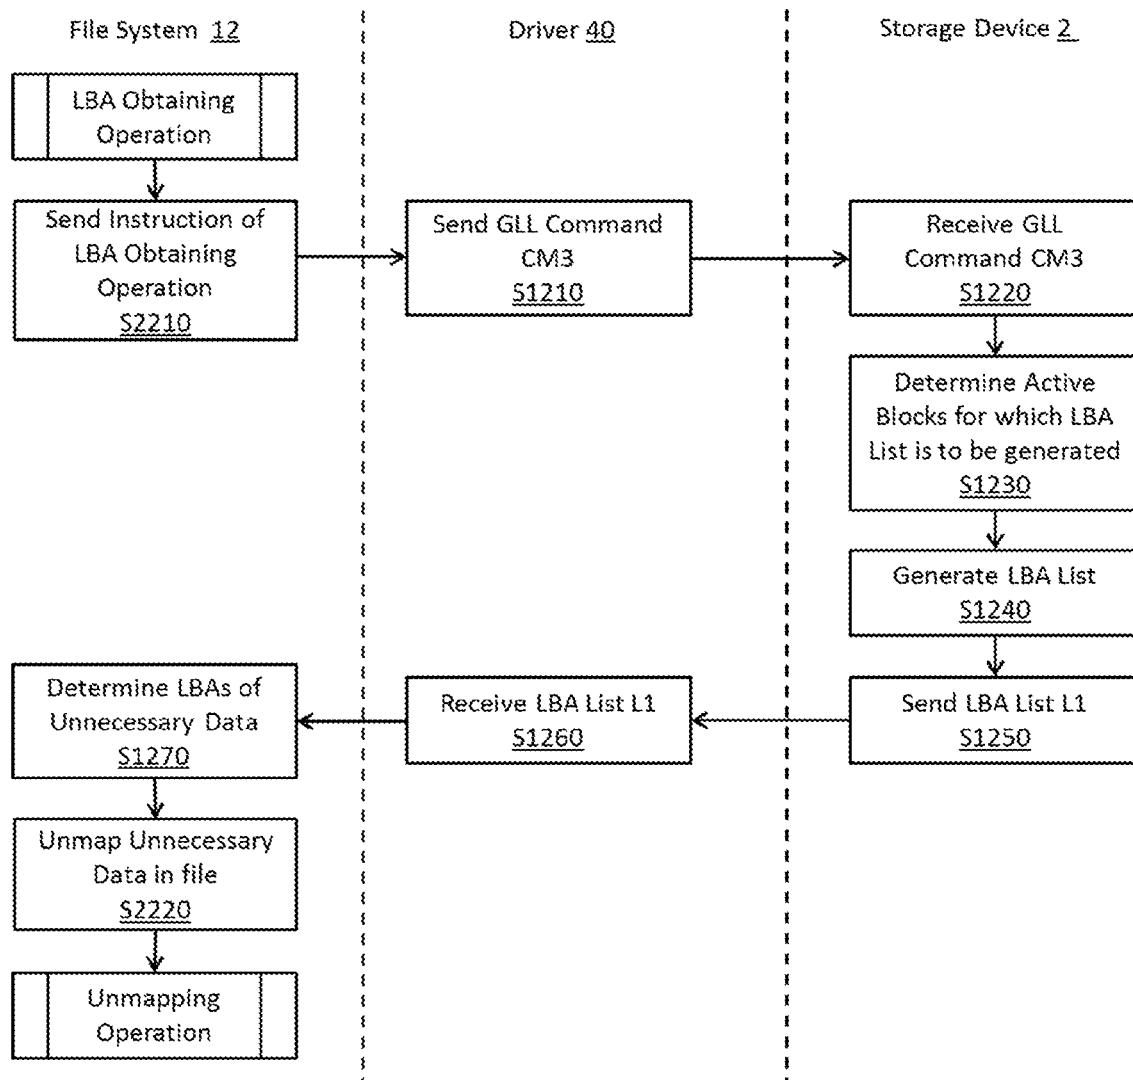 File System 12
Driver 40
Storage Device 2
LBA Obtaining
Operation
Send Instruction of
LBA Obtaining
Operation
S2210
Send GLL Command
CM3
S1210
Receive GLL
Command CM3
S1220
Determine Active
Blocks for which LBA
List is to be generated
S1230
Generate LBA List
S1240
Send LBA List L1
S1250
Receive LBA List L1
S1260
Determine LBAs of
Unnecessary Data
S1270
Unmap Unnecessary
Data in file
S2220
Unmapping
Operation